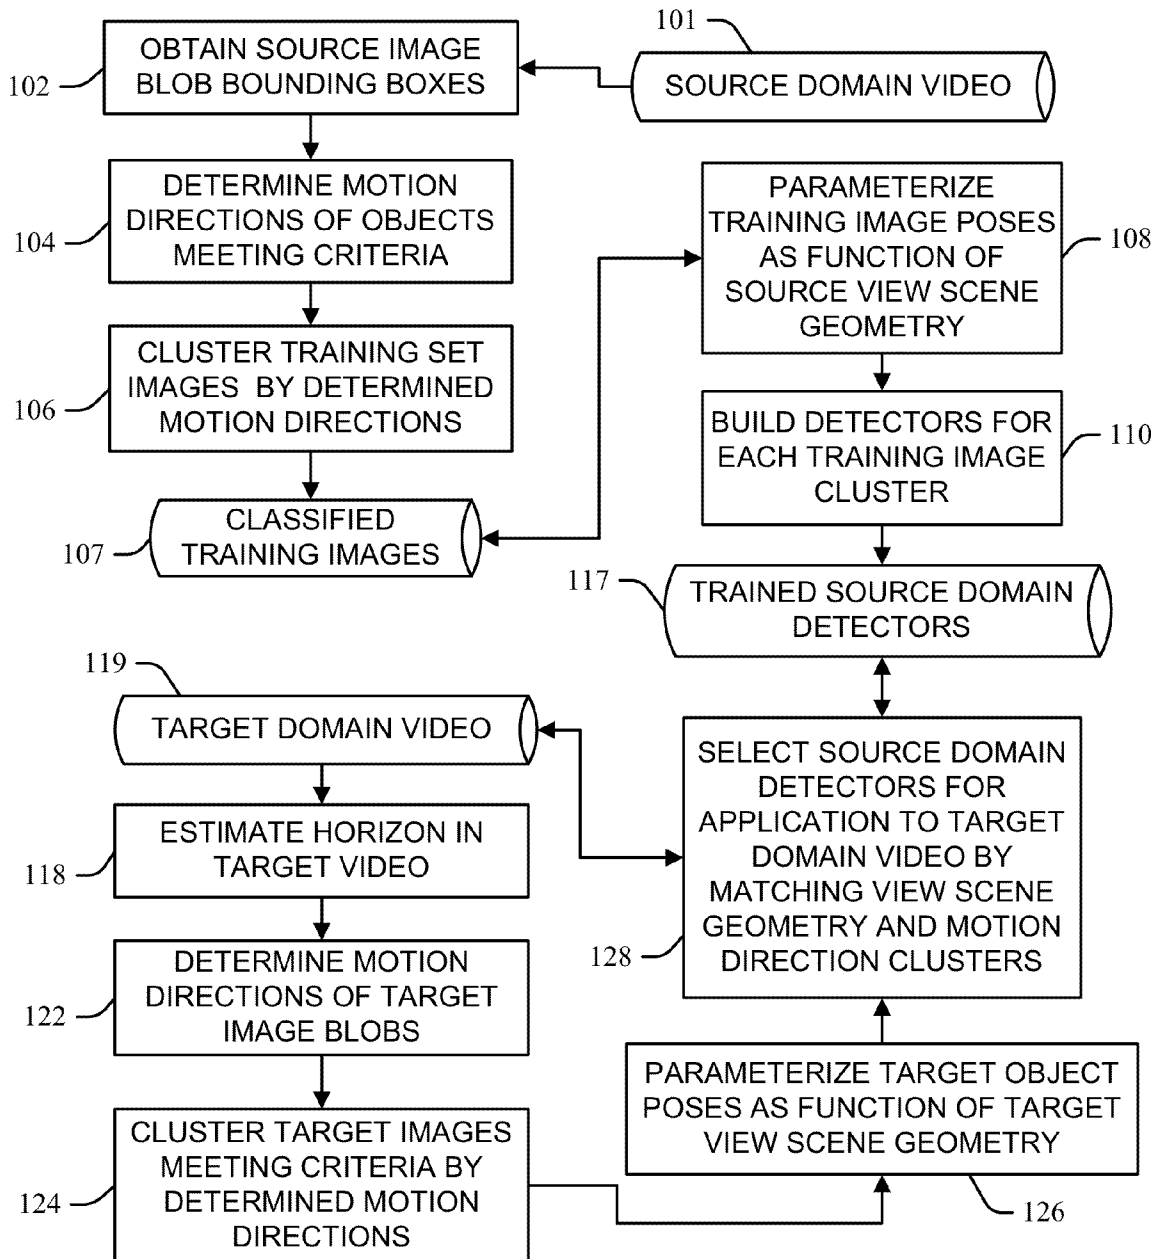 101
OBTAIN SOURCE IMAGE
BLOB BOUNDING BOXES
102
SOURCE DOMAIN VIDEO
DETERMINE MOTION
DIRECTIONS OF OBJECTS
MEETING CRITERIA
104
CLUSTER TRAINING SET
IMAGES BY DETERMINED
MOTION DIRECTIONS
106
CLASSIFIED
TRAINING IMAGES
107
PARAMETERIZE
TRAINING IMAGE POSES
AS FUNCTION OF
SOURCE VIEW SCENE
GEOMETRY
108
BUILD DETECTORS FOR
EACH TRAINING IMAGE
CLUSTER
110
117
TRAINED SOURCE DOMAIN
DETECTORS
119
TARGET DOMAIN VIDEO
ESTIMATE HORIZON IN
TARGET VIDEO
118
DETERMINE MOTION
DIRECTIONS OF TARGET
IMAGE BLOBS
122
CLUSTER TARGET IMAGES
MEETING CRITERIA BY
DETERMINED MOTION
DIRECTIONS
124
SELECT SOURCE DOMAIN
DETECTORS FOR
APPLICATION TO TARGET
DOMAIN VIDEO BY
MATCHING VIEW SCENE
GEOMETRY AND MOTION
DIRECTION CLUSTERS
128
PARAMETERIZE TARGET OBJECT
POSES AS FUNCTION OF TARGET
VIEW SCENE GEOMETRY
126